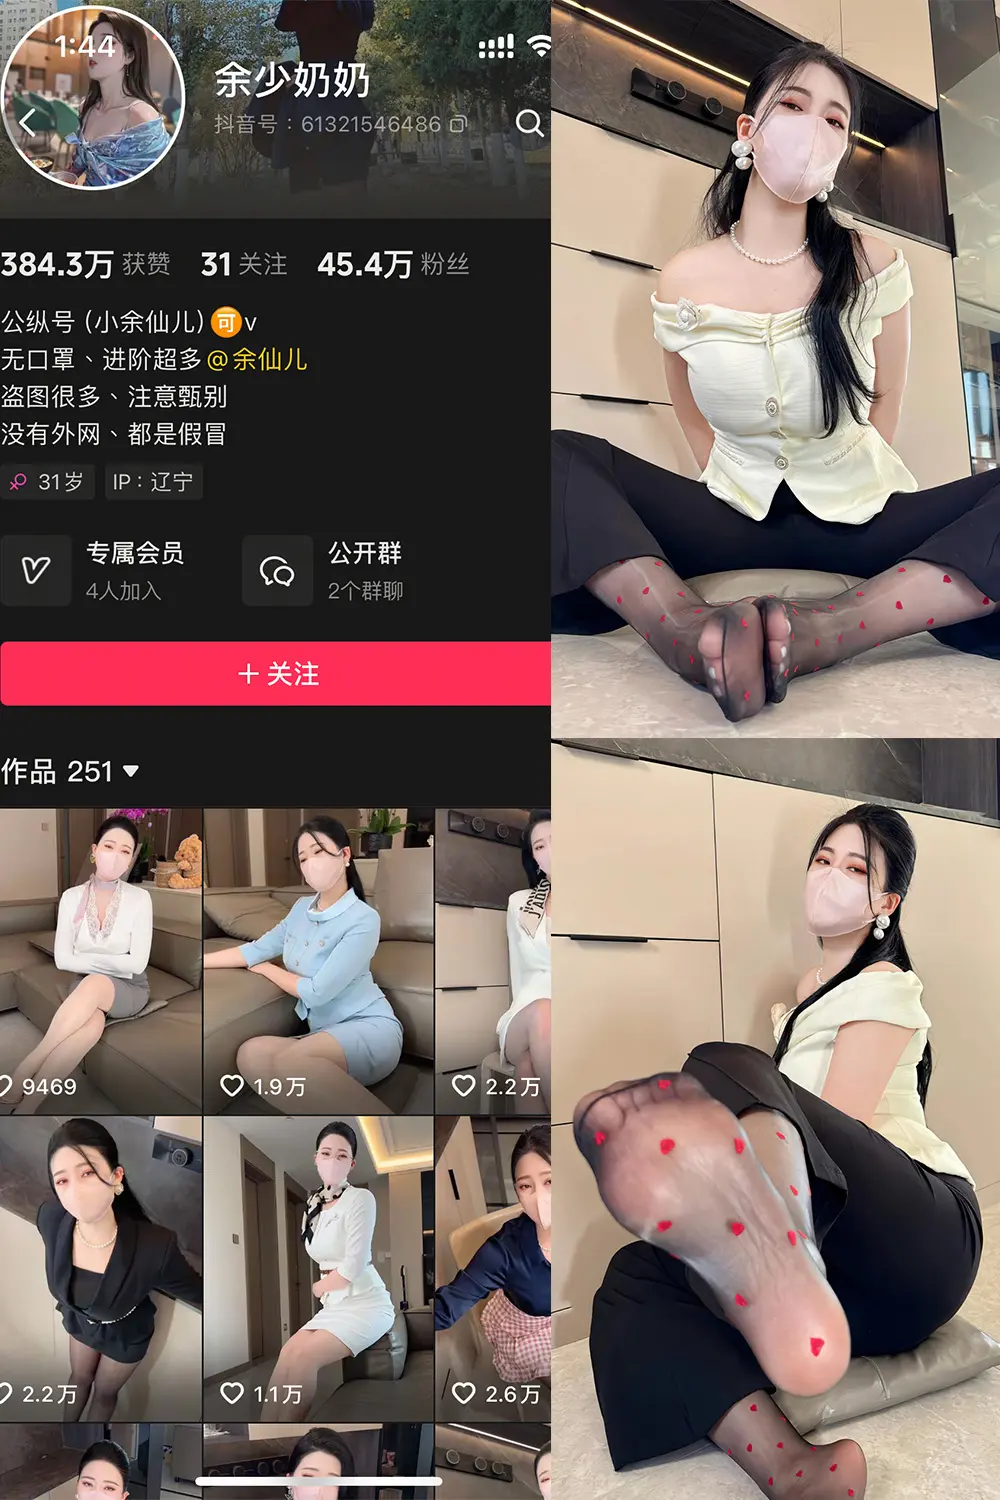 1:44
余少奶奶
抖音号：61321546486
384.3万 获赞 31 关注 45.4万 粉丝
公纵号 (小余仙儿) 可 v
无口罩、进阶超多@余仙儿
盗图很多、注意甄别
没有外网、都是假冒
31岁 IP：辽宁
专属会员 公开群
4人加入 2个群聊
+ 关注
作品 251
9469 1.9万 2.2万
2.2万 1.1万 2.6万